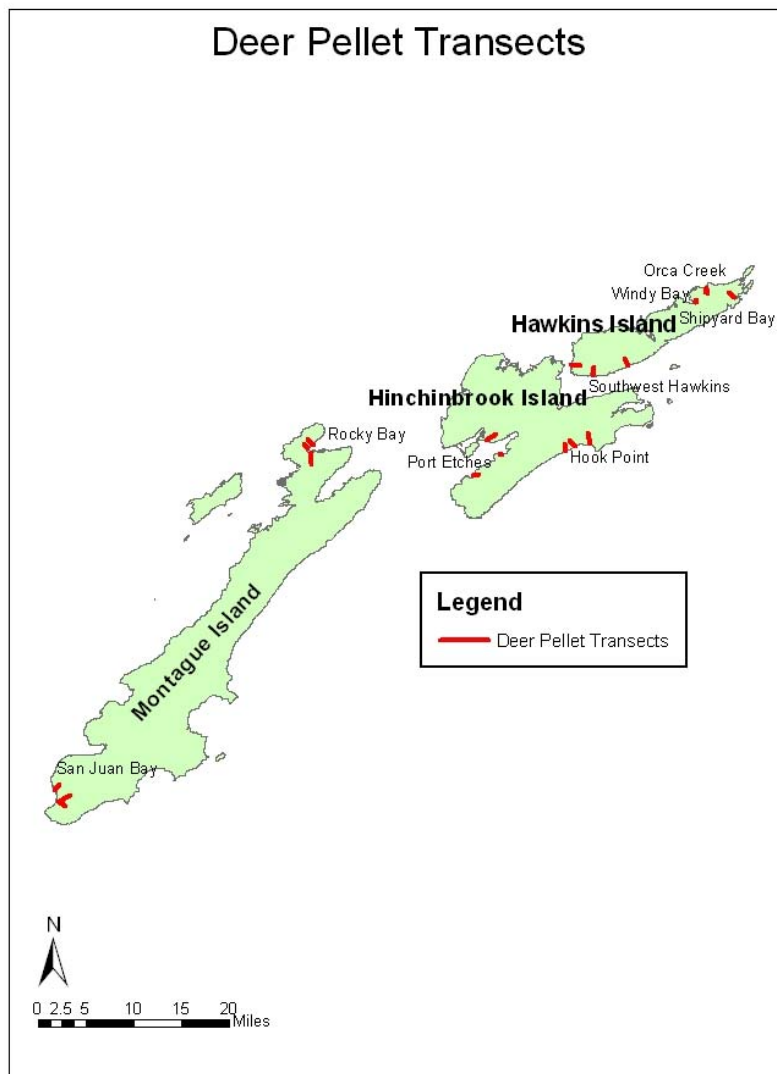 Deer Pellet Transects
Orca Creek
Windy Bay
Shipyard Bay
Hawkins Island
Southwest Hawkins
Hinchinbrook Island
Rocky Bay
Port Etches
Hook Point
Montague Island
San Juan Bay
Legend
Deer Pellet Transects
N
0 2.5 5 10 15 20
Miles